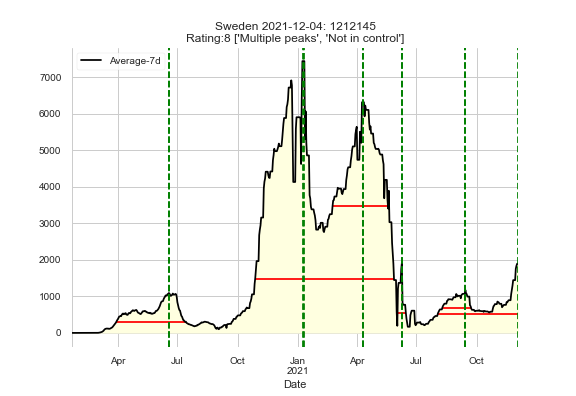 Sweden 2021-12-04: 1212145
Rating:8 ['Multiple peaks', 'Not in control']
Average-7d
7000
6000
5000
4000
3000
2000
1000
0
Apr Jul Oct Jan Apr Jul Oct
2021
Date